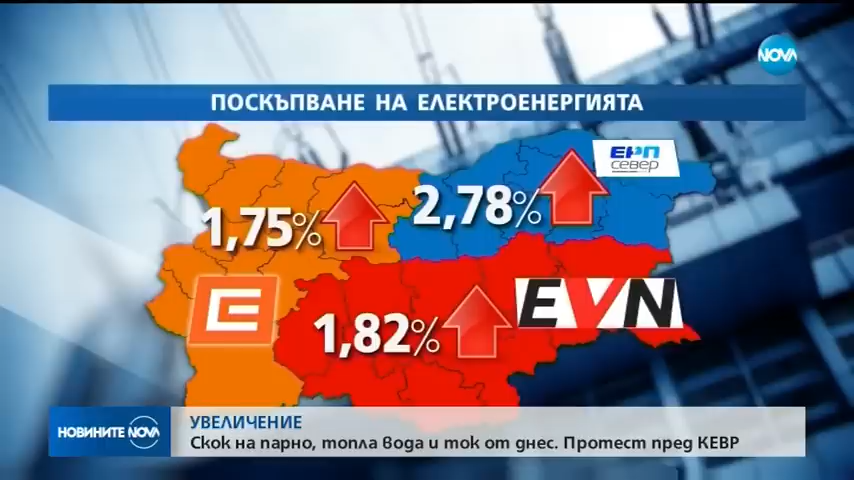 NOVA
ПОСКЪПВАНЕ НА ЕЛЕКТРОЕНЕРГИЯТА
ЕРП
СЕВЕР
1,75%
2,78%
EVN
1,82%
УВЕЛИЧЕНИЕ
НОВИНИТЕ NOVA
Скок на парно, топла вода и ток от днес. Протест пред КЕВР